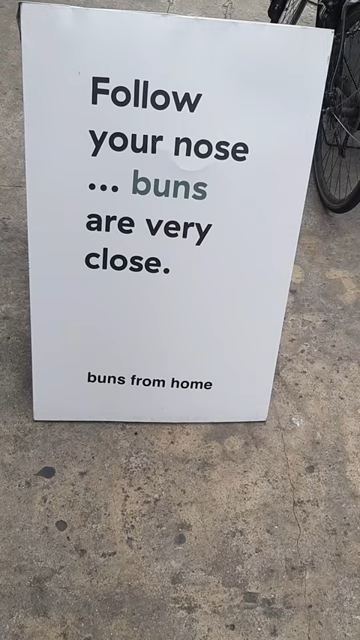 Follow
your nose
... buns
are very
close.
buns from home